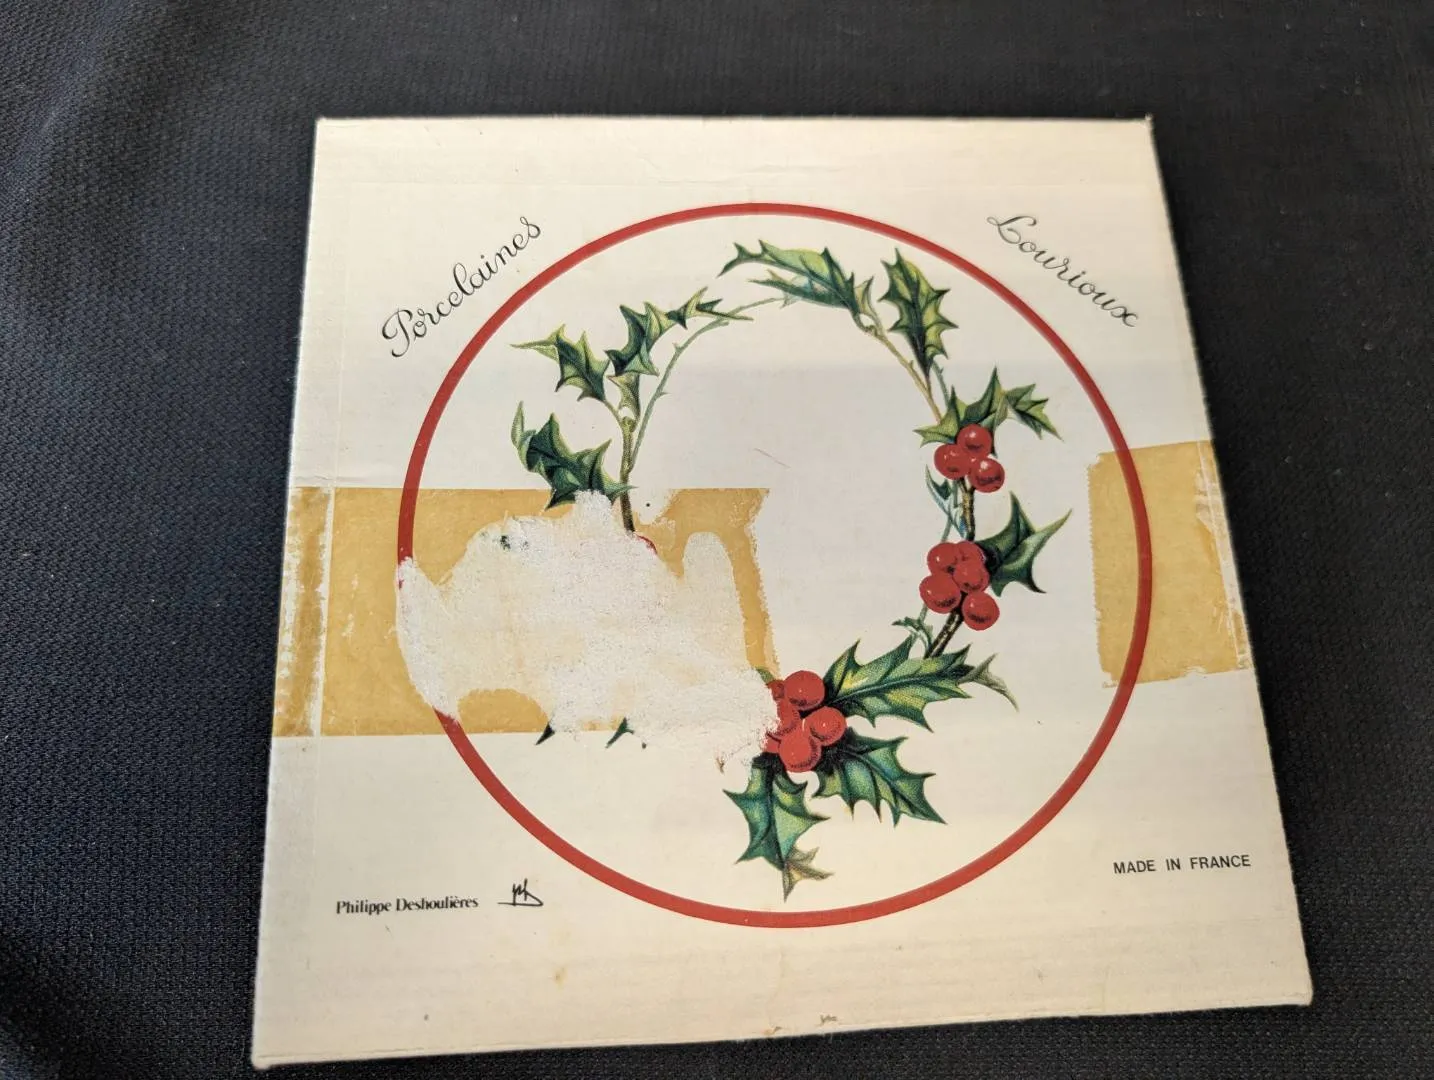 Porcelaines
Lourioux
Philippe Deshoulières
MADE IN FRANCE